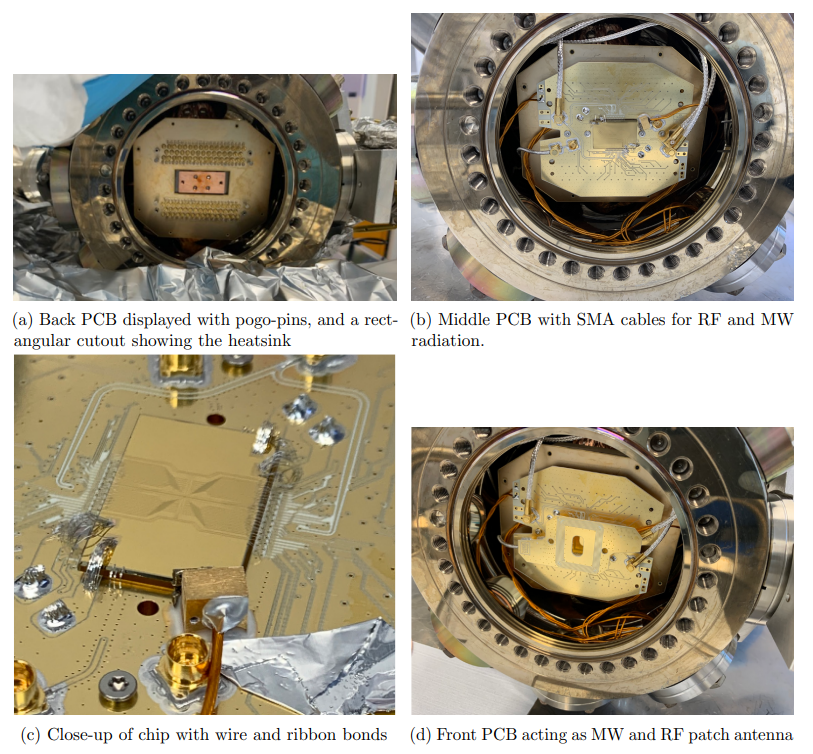 (a) Back PCB displayed with pogo-pins, and a rect-
angular cutout showing the heatsink
(b) Middle PCB with SMA cables for RF and MW
radiation.
(c) Close-up of chip with wire and ribbon bonds
(d) Front PCB acting as MW and RF patch antenna